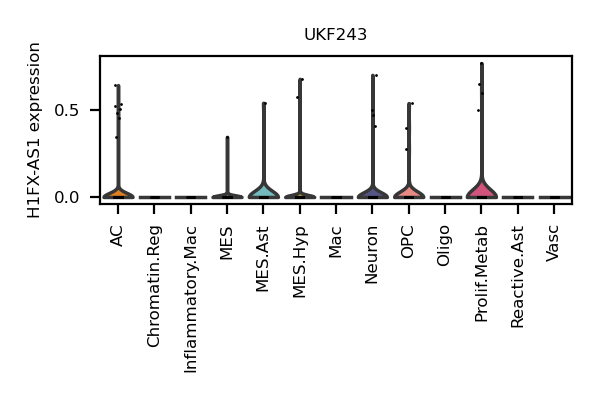 UKF243
H1FX-AS1 expression
0.5
0.0
AC
Chromatin.Reg
Inflammatory.Mac
MES
MES.Ast
MES.Hyp
Mac
Neuron
OPC
Oligo
Prolif.Metab
Reactive.Ast
Vasc